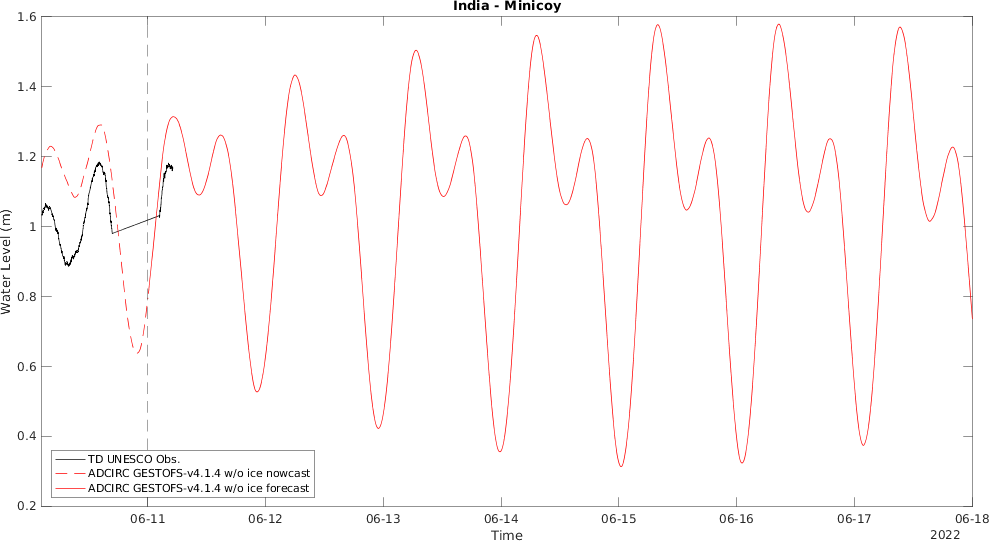 India - Minicoy
1.6
1.4
1.2
1
0.8
0.6
0.4
0.2
Water Level (m)
TD UNESCO Obs.
ADCIRC GESTOFS-v4.1.4 w/o ice nowcast
ADCIRC GESTOFS-v4.1.4 w/o ice forecast
06-11 06-12 06-13 06-14 06-15 06-16 06-17 06-18
Time
2022